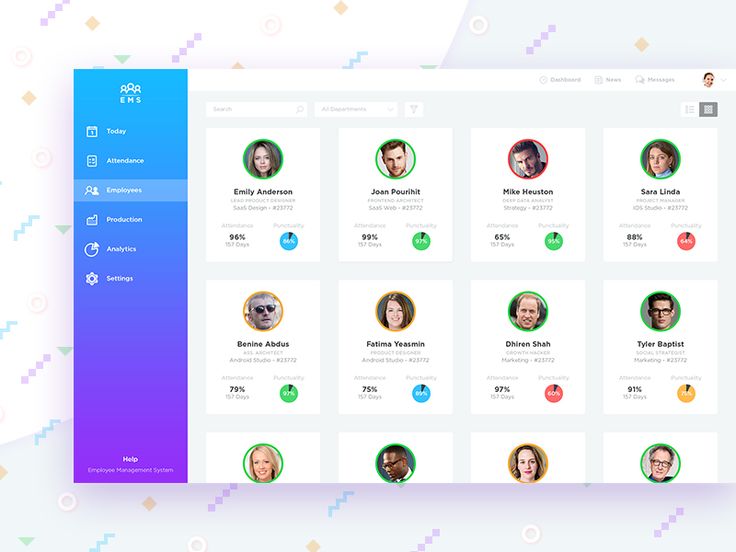 EMS
Dashboard
News
Messages
Today
Attendance
Employees
Production
Analytics
Settings
Help
Employee Management System
Search
All Departments
Emily Anderson
LEAD PRODUCT DESIGNER
SaaS Design - #23772
Attendance Punctuality
96% 86%
157 Days
Joan Pourihit
FRONTEND ARCHITECT
SaaS Web - #23772
Attendance Punctuality
99% 97%
157 Days
Mike Heuston
DEEP DATA ANALYST
Strategy - #23772
Attendance Punctuality
65% 95%
157 Days
Sara Linda
PROJECT MANAGER
IOS Studio - #23772
Attendance Punctuality
88% 64%
157 Days
Benine Abdus
ASS. ARCHITECT
Android Studio - #23772
Attendance Punctuality
79% 97%
157 Days
Fatima Yeasmin
PRODUCT DESIGNER
Android Studio - #23772
Attendance Punctuality
75% 89%
157 Days
Dhiren Shah
GROWTH HACKER
Marketing - #23772
Attendance Punctuality
97% 60%
157 Days
Tyler Baptist
SOCIAL STRATEGIST
Marketing - #23772
Attendance Punctuality
91% 75%
157 Days